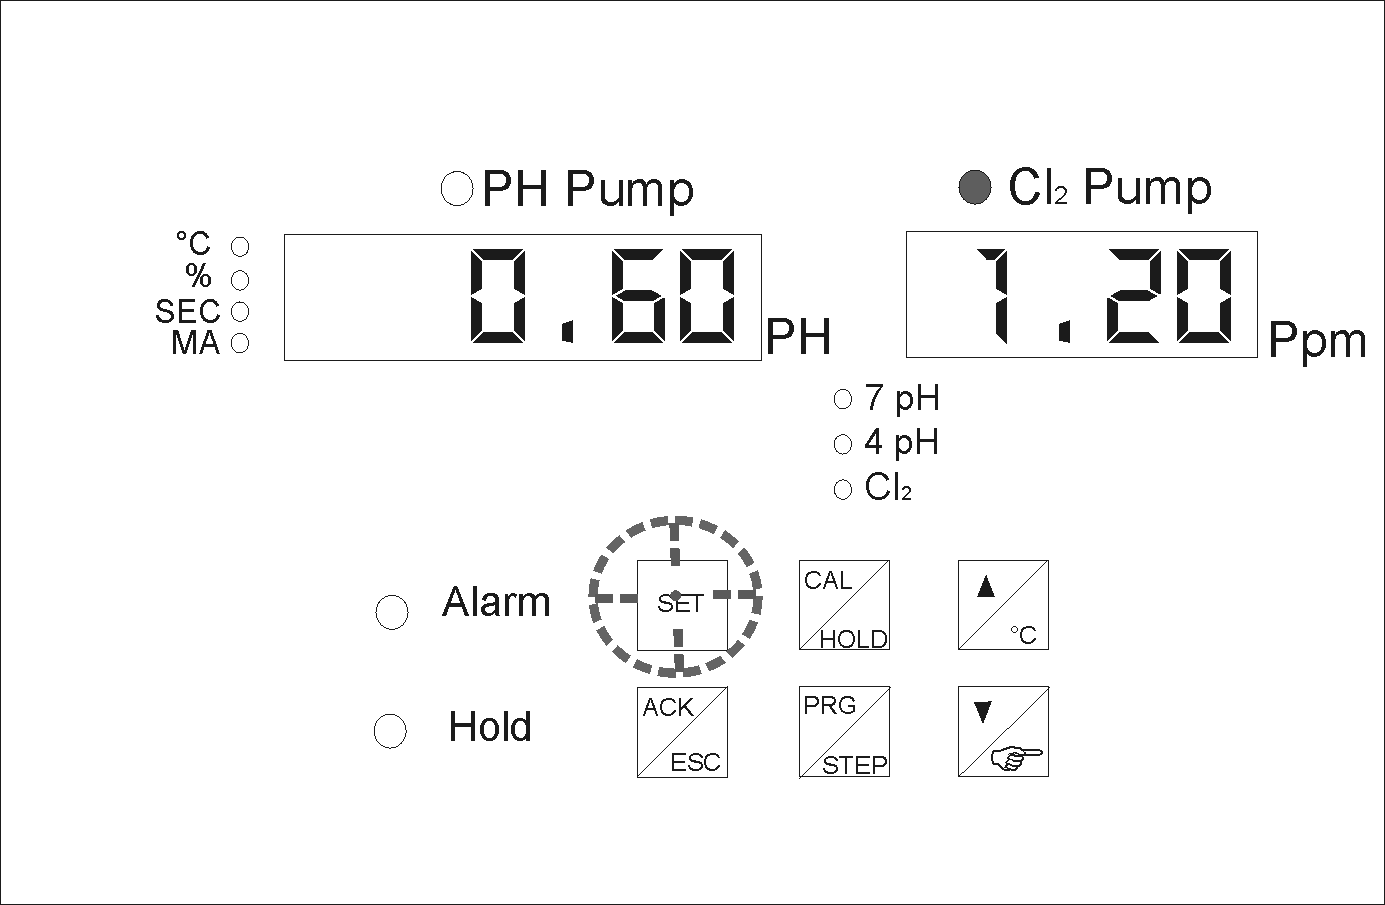 PH Pump
Cl₂ Pump
°C
%
SEC
MA
0.60 PH
1.20 Ppm
7 pH
4 pH
Cl₂
Alarm
SET
CAL
HOLD
▲
°C
Hold
ACK
ESC
PRG
STEP
▼